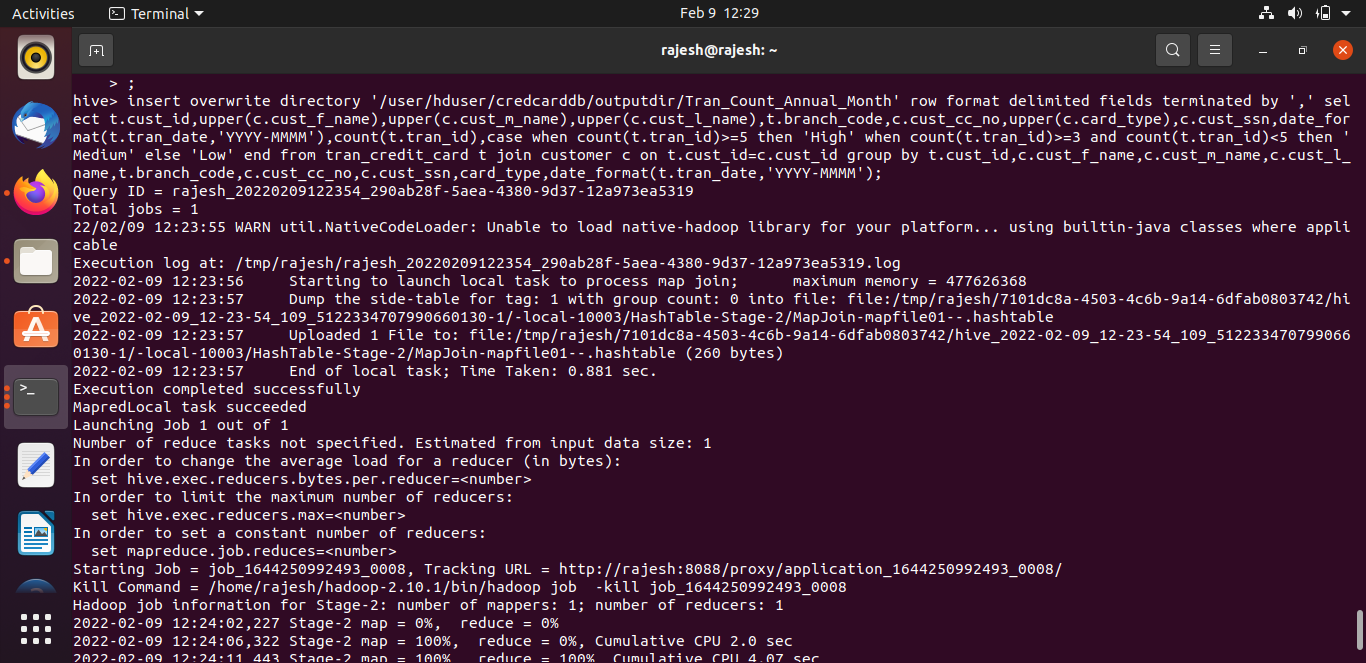 Activities
Terminal
Feb 9 12:29
rajesh@rajesh: ~
    > ;
hive> insert overwrite directory '/user/hduser/credcarddb/outputdir/Tran_Count_Annual_Month' row format delimited fields terminated by ',' sel
ect t.cust_id,upper(c.cust_f_name),upper(c.cust_m_name),upper(c.cust_l_name),t.branch_code,c.cust_cc_no,upper(c.card_type),c.cust_ssn,date_for
mat(t.tran_date,'YYYY-MMMM'),count(t.tran_id),case when count(t.tran_id)>=5 then 'High' when count(t.tran_id)>=3 and count(t.tran_id)<5 then '
Medium' else 'Low' end from tran_credit_card t join customer c on t.cust_id=c.cust_id group by t.cust_id,c.cust_f_name,c.cust_m_name,c.cust_l_
name,t.branch_code,c.cust_cc_no,c.cust_ssn,card_type,date_format(t.tran_date,'YYYY-MMMM');
Query ID = rajesh_20220209122354_290ab28f-5aea-4380-9d37-12a973ea5319
Total jobs = 1
22/02/09 12:23:55 WARN util.NativeCodeLoader: Unable to load native-hadoop library for your platform... using builtin-java classes where appli
cable
Execution log at: /tmp/rajesh/rajesh_20220209122354_290ab28f-5aea-4380-9d37-12a973ea5319.log
2022-02-09 12:23:56     Starting to launch local task to process map join;      maximum memory = 477626368
2022-02-09 12:23:57     Dump the side-table for tag: 1 with group count: 0 into file: file:/tmp/rajesh/7101dc8a-4503-4c6b-9a14-6dfab0803742/hi
ve_2022-02-09_12-23-54_109_5122334707990660130-1/-local-10003/HashTable-Stage-2/MapJoin-mapfile01--.hashtable
2022-02-09 12:23:57     Uploaded 1 File to: file:/tmp/rajesh/7101dc8a-4503-4c6b-9a14-6dfab0803742/hive_2022-02-09_12-23-54_109_512233470799066
0130-1/-local-10003/HashTable-Stage-2/MapJoin-mapfile01--.hashtable (260 bytes)
2022-02-09 12:23:57     End of local task; Time Taken: 0.881 sec.
Execution completed successfully
MapredLocal task succeeded
Launching Job 1 out of 1
Number of reduce tasks not specified. Estimated from input data size: 1
In order to change the average load for a reducer (in bytes):
  set hive.exec.reducers.bytes.per.reducer=<number>
In order to limit the maximum number of reducers:
  set hive.exec.reducers.max=<number>
In order to set a constant number of reducers:
  set mapreduce.job.reduces=<number>
Starting Job = job_1644250992493_0008, Tracking URL = http://rajesh:8088/proxy/application_1644250992493_0008/
Kill Command = /home/rajesh/hadoop-2.10.1/bin/hadoop job  -kill job_1644250992493_0008
Hadoop job information for Stage-2: number of mappers: 1; number of reducers: 1
2022-02-09 12:24:02,227 Stage-2 map = 0%,  reduce = 0%
2022-02-09 12:24:06,322 Stage-2 map = 100%,  reduce = 0%, Cumulative CPU 2.0 sec
2022-02-09 12:24:11,443 Stage-2 map = 100%,  reduce = 100%, Cumulative CPU 4.07 sec